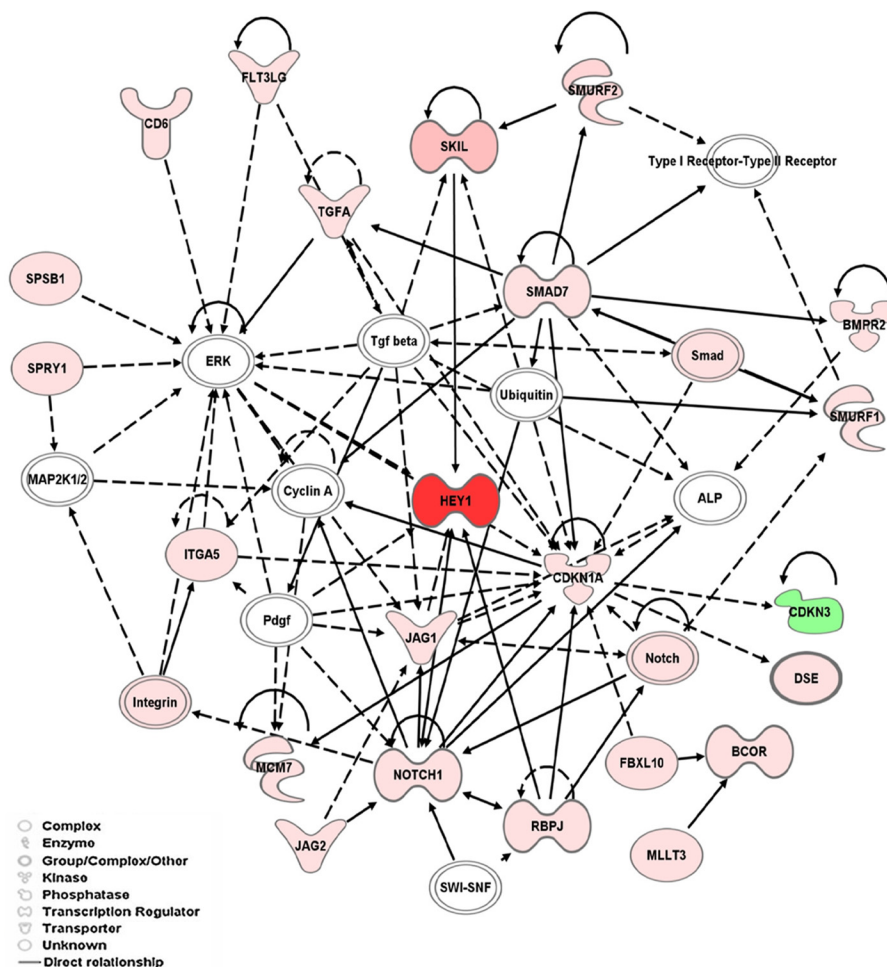 FLT3LG
SMURF2
CD6
SKIL
Type I Receptor-Type II Receptor
TGFA
SPSB1
SMAD7
BMPR2
Tgf beta
Smad
ERK
SPRY1
Ubiquitin
SMURF1
MAP2K1/2
Cyclin A
HEY1
ALP
ITGA5
CDKN1A
CDKN3
Pdgf
JAG1
Notch
DSE
Integrin
MCM7
NOTCH1
FBXL10
BCOR
RBPJ
JAG2
MLLT3
SWI-SNF
Complex
Enzyme
Group/Complex/Other
Kinase
Phosphatase
Transcription Regulator
Transporter
Unknown
Direct relationship